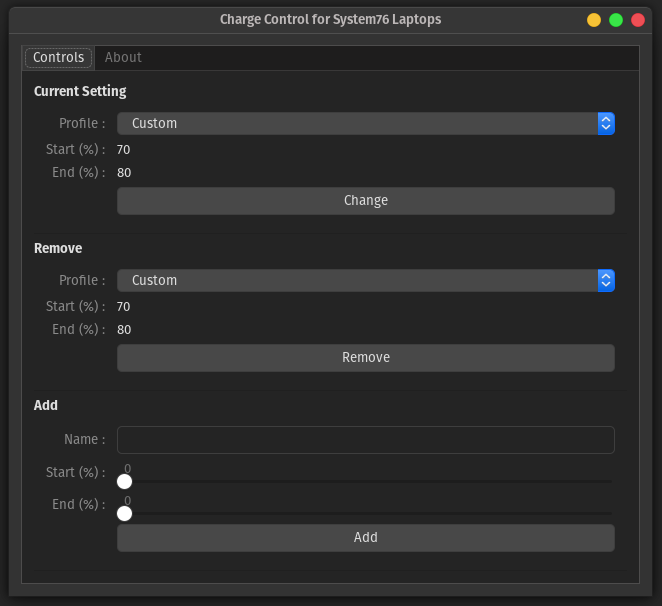 Charge Control for System76 Laptops
Controls About
Current Setting
Profile : Custom
Start (%) : 70
End (%) : 80
Change
Remove
Profile : Custom
Start (%) : 70
End (%) : 80
Remove
Add
Name :
Start (%) : 0
End (%) : 0
Add